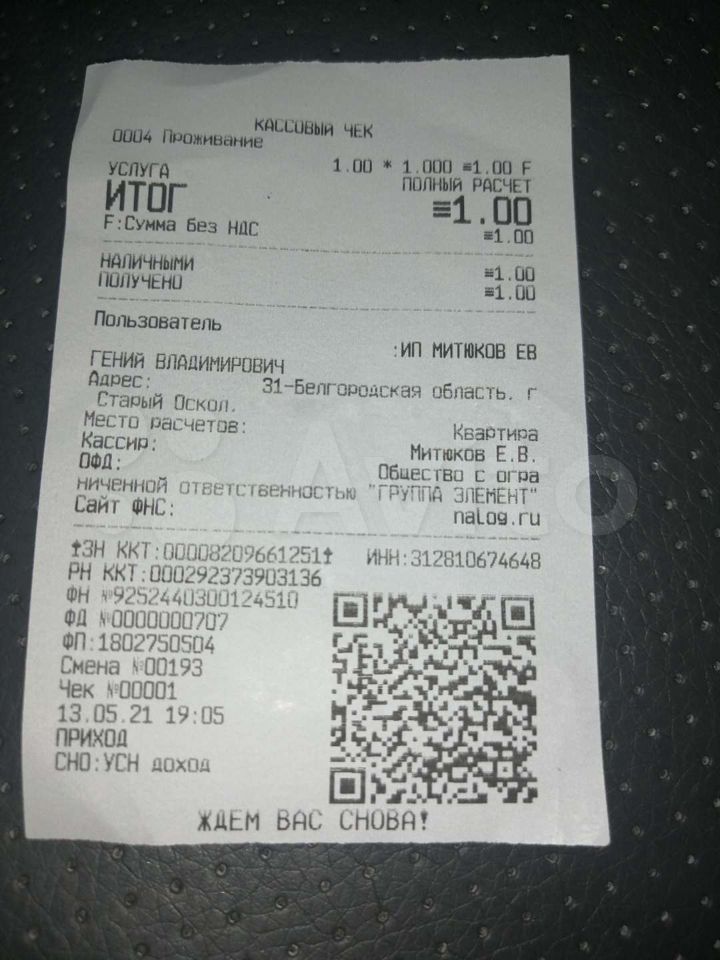 КАССОВЫЙ ЧЕК
0004 Проживание
1.00 * 1.000 ≡1.00 F
УСЛУГА ПОЛНЫЙ РАСЧЕТ
ИТОГ ≡1.00
F:Сумма без НДС ≡1.00
НАЛИЧНЫМИ ≡1.00
ПОЛУЧЕНО ≡1.00
Пользователь
:ИП МИТЮКОВ ЕВ
ГЕНИЙ ВЛАДИМИРОВИЧ
Адрес: 31-Белгородская область. г
Старый Оскол.
Место расчетов: Квартира
Кассир: Митюков Е.В.
ОФД: Общество с огра
ниченной ответственностью "ГРУППА ЭЛЕМЕНТ"
Сайт ФНС: nalog.ru
ЗН ККТ:00008209661251 ИНН:312810674648
РН ККТ:000292373903136
ФН №9252440300124510
ФД №0000000707
ФП:1802750504
Смена №00193
Чек №00001
13.05.21 19:05
ПРИХОД
СНО:УСН доход
ЖДЕМ ВАС СНОВА!
Avito